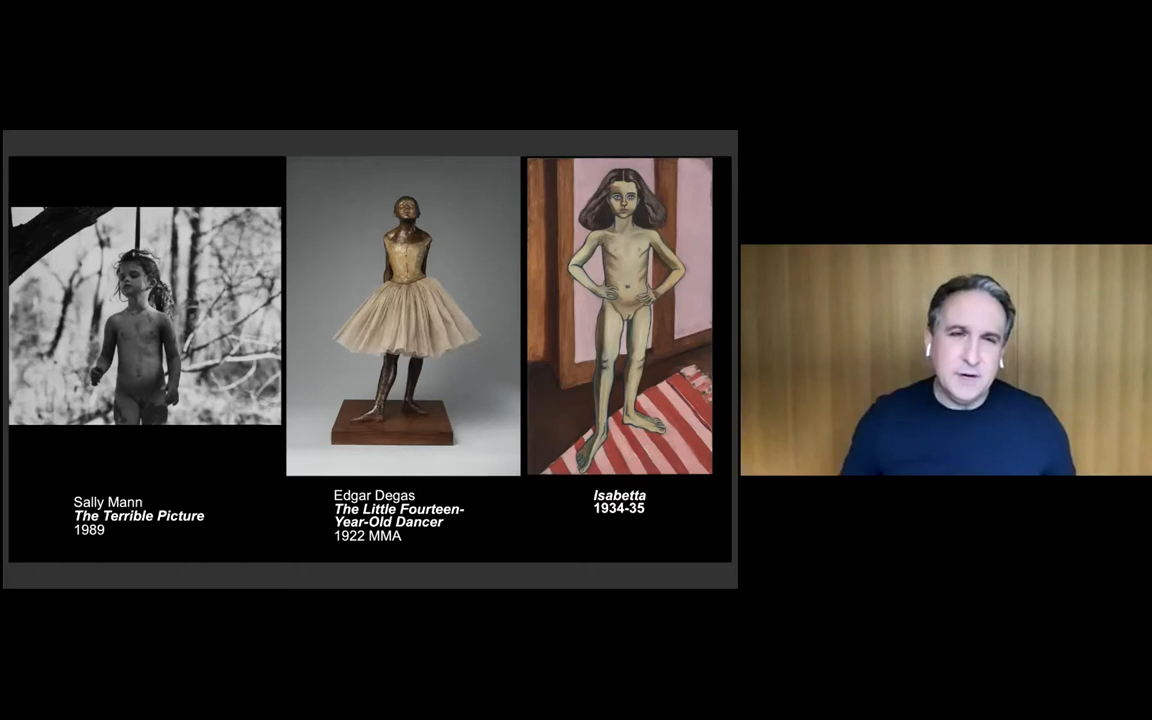 Sally Mann
The Terrible Picture
1989
Edgar Degas
The Little Fourteen-
Year-Old Dancer
1922 MMA
Isabetta
1934-35